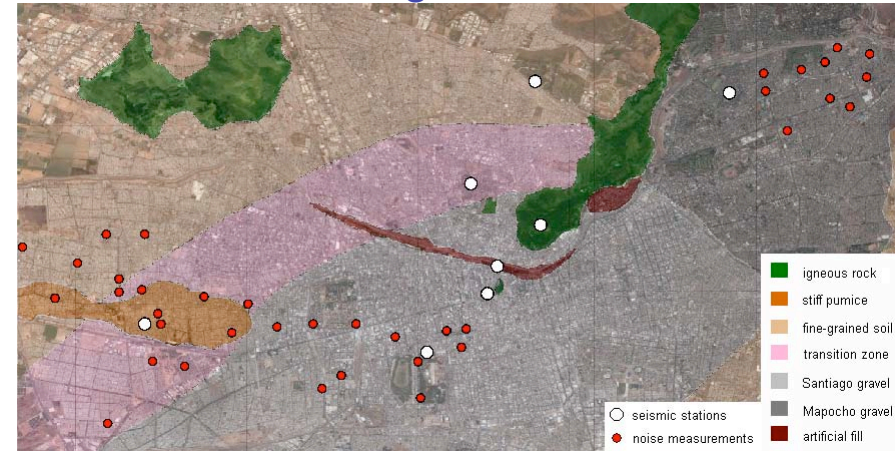 igneous rock
stiff pumice
fine-grained soil
transition zone
Santiago gravel
Mapocho gravel
artificial fill
seismic stations
noise measurements